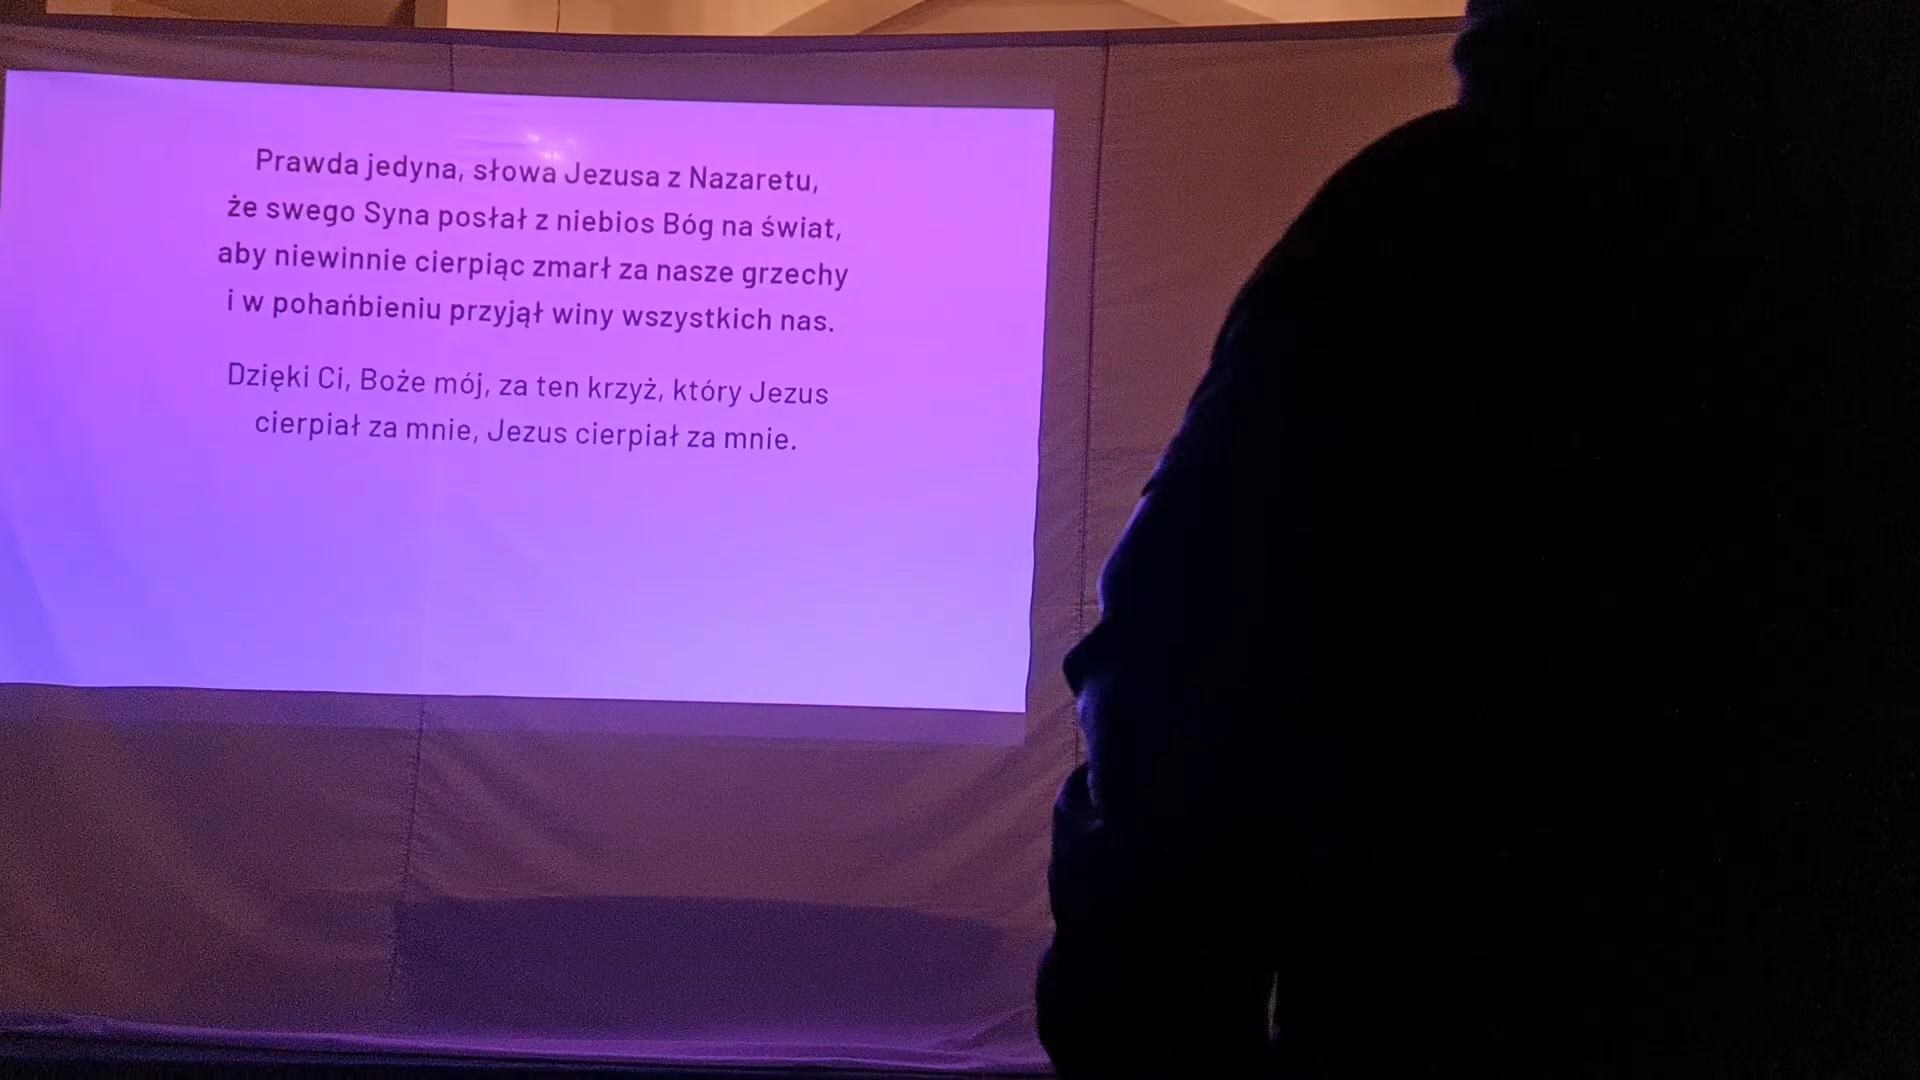 Prawda jedyna, słowa Jezusa z Nazaretu,
że swego Syna posłał z niebios Bóg na świat,
aby niewinnie cierpiąc zmarł za nasze grzechy
i w pohańbieniu przyjął winy wszystkich nas.
Dzięki Ci, Boże mój, za ten krzyż, który Jezus
cierpiał za mnie, Jezus cierpiał za mnie.